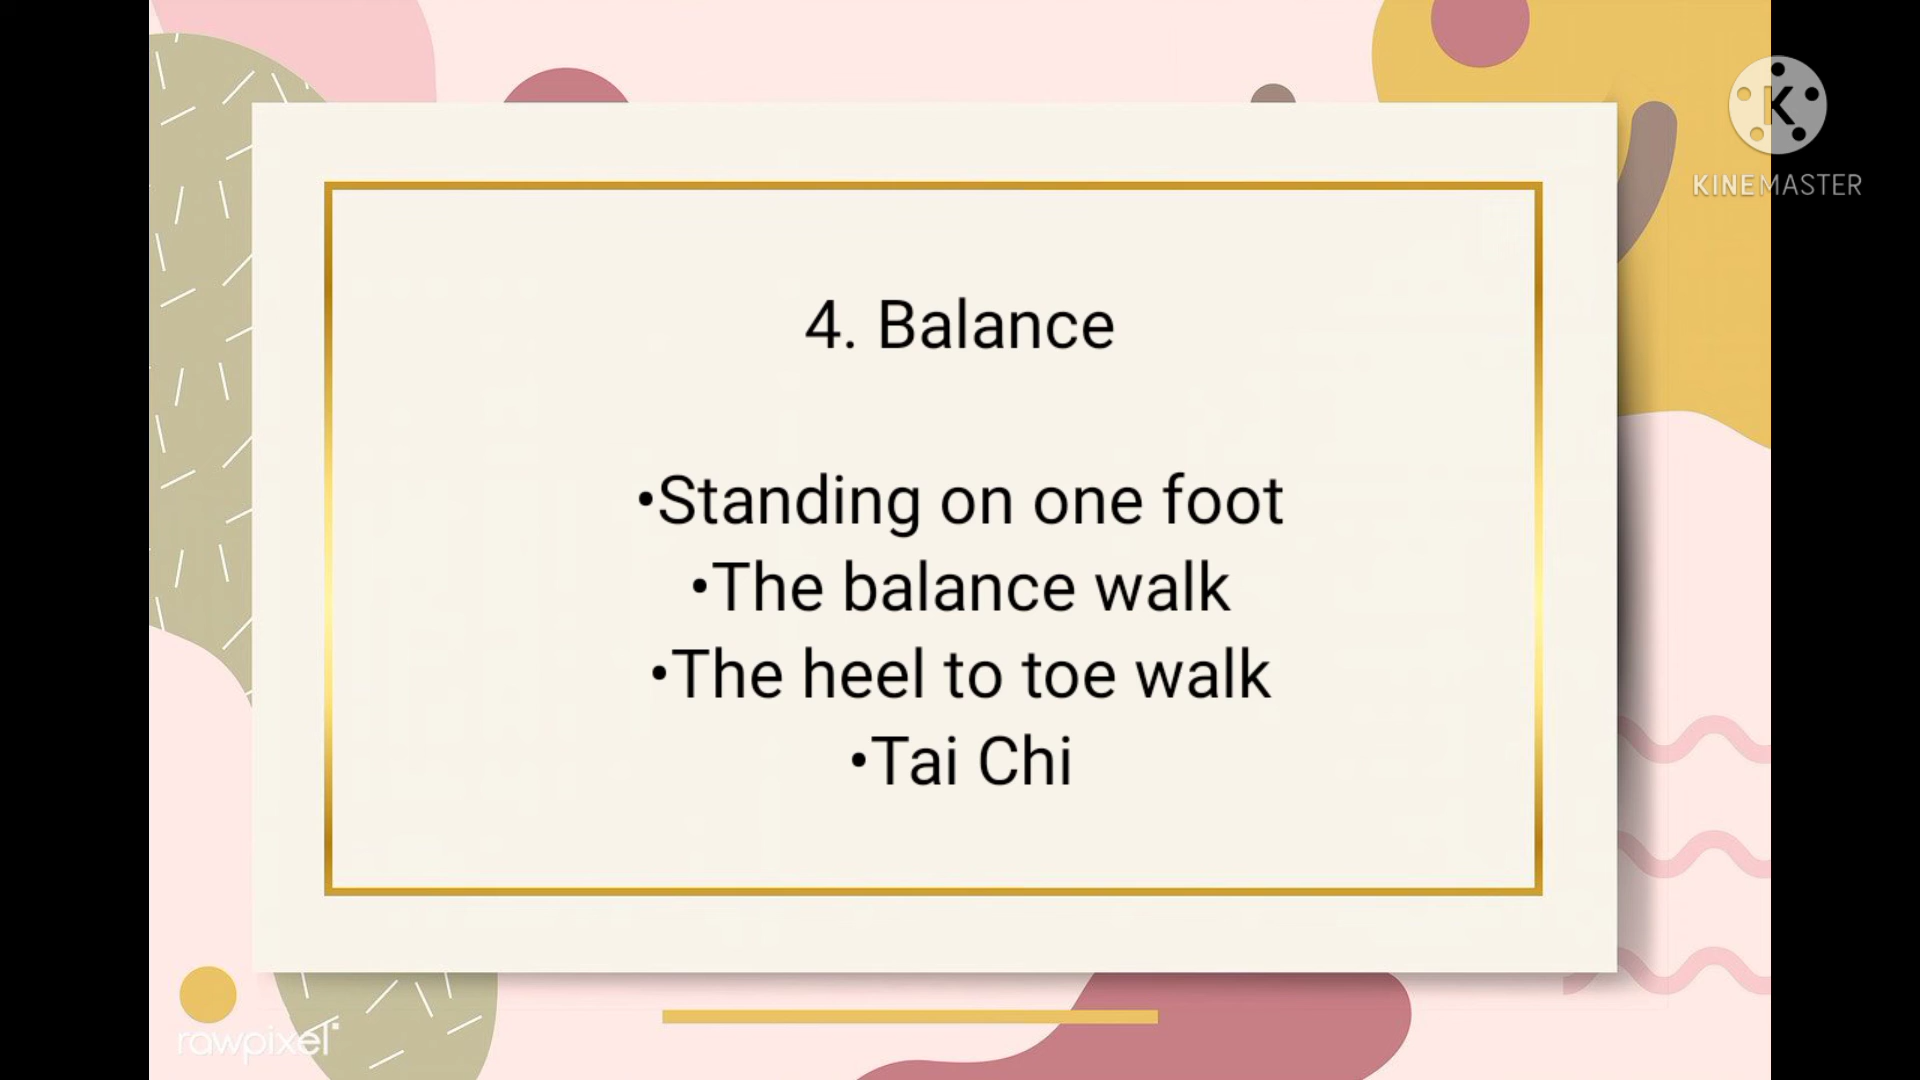 KINEMASTER
4. Balance
•Standing on one foot
•The balance walk
•The heel to toe walk
•Tai Chi
rawpixel